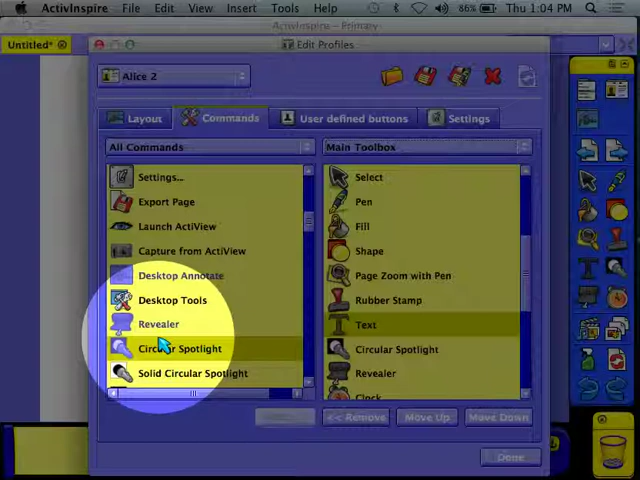 ActivInspire File Edit View Insert Tools Help 86% Thu 1:04 PM
ActivInspire - Primary
Untitled*
Edit Profiles
Alice 2
Layout Commands User defined buttons Settings
All Commands Main Toolbox
Settings... Select
Export Page Pen
Launch ActiView Fill
Capture from ActiView Shape
Desktop Annotate Page Zoom with Pen
Desktop Tools Rubber Stamp
Revealer Text
Circular Spotlight Circular Spotlight
Solid Circular Spotlight Revealer
Clock
<< Remove Move Up Move Down
Done